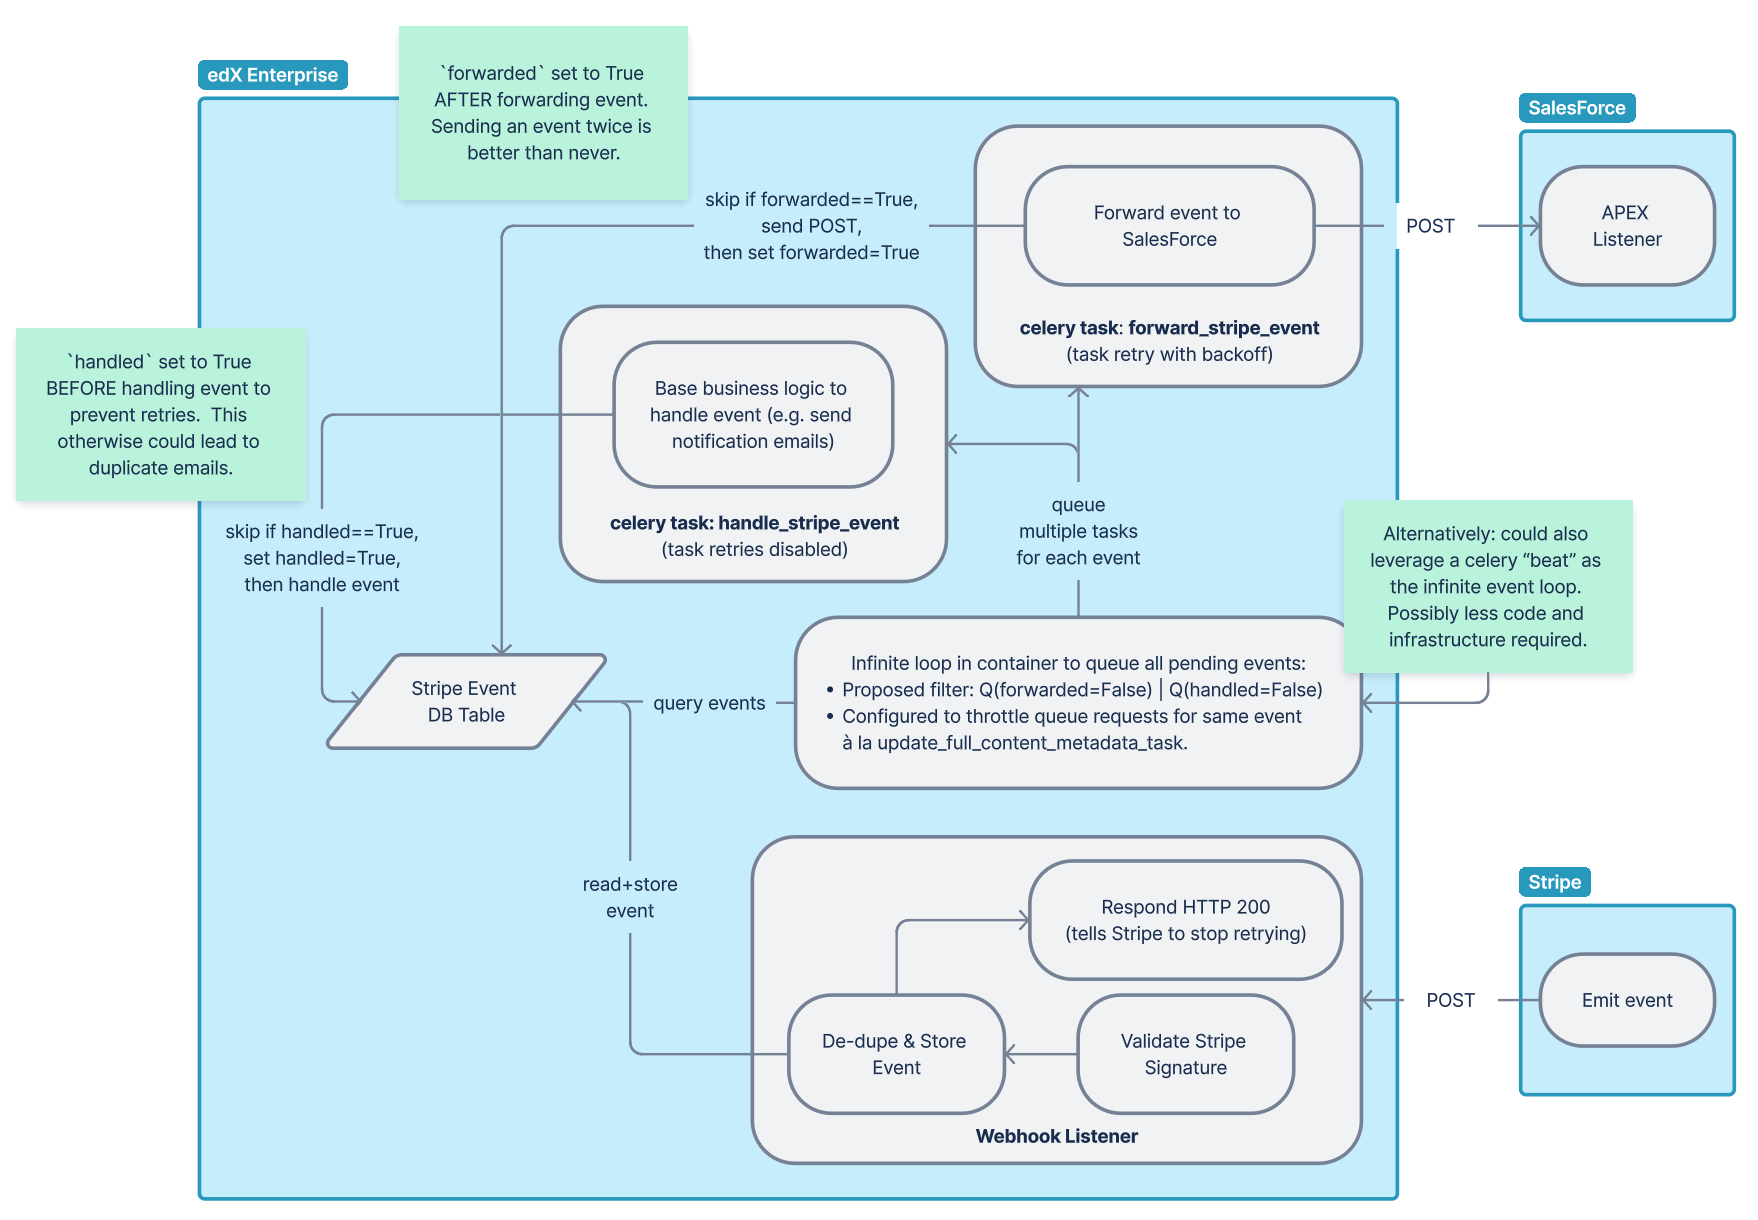 edX Enterprise
`forwarded` set to True
AFTER forwarding event.
Sending an event twice is
better than never.
SalesForce
skip if forwarded==True,
send POST,
then set forwarded=True
Forward event to
SalesForce
POST
APEX
Listener
celery task: forward_stripe_event
(task retry with backoff)
`handled` set to True
BEFORE handling event to
prevent retries.  This
otherwise could lead to
duplicate emails.
Base business logic to
handle event (e.g. send
notification emails)
celery task: handle_stripe_event
(task retries disabled)
skip if handled==True,
set handled=True,
then handle event
queue
multiple tasks
for each event
Alternatively: could also
leverage a celery “beat” as
the infinite event loop.
Possibly less code and
infrastructure required.
Stripe Event
DB Table
query events
Infinite loop in container to queue all pending events:
• Proposed filter: Q(forwarded=False) | Q(handled=False)
• Configured to throttle queue requests for same event
à la update_full_content_metadata_task.
read+store
event
Respond HTTP 200
(tells Stripe to stop retrying)
De-dupe & Store
Event
Validate Stripe
Signature
Webhook Listener
Stripe
POST
Emit event